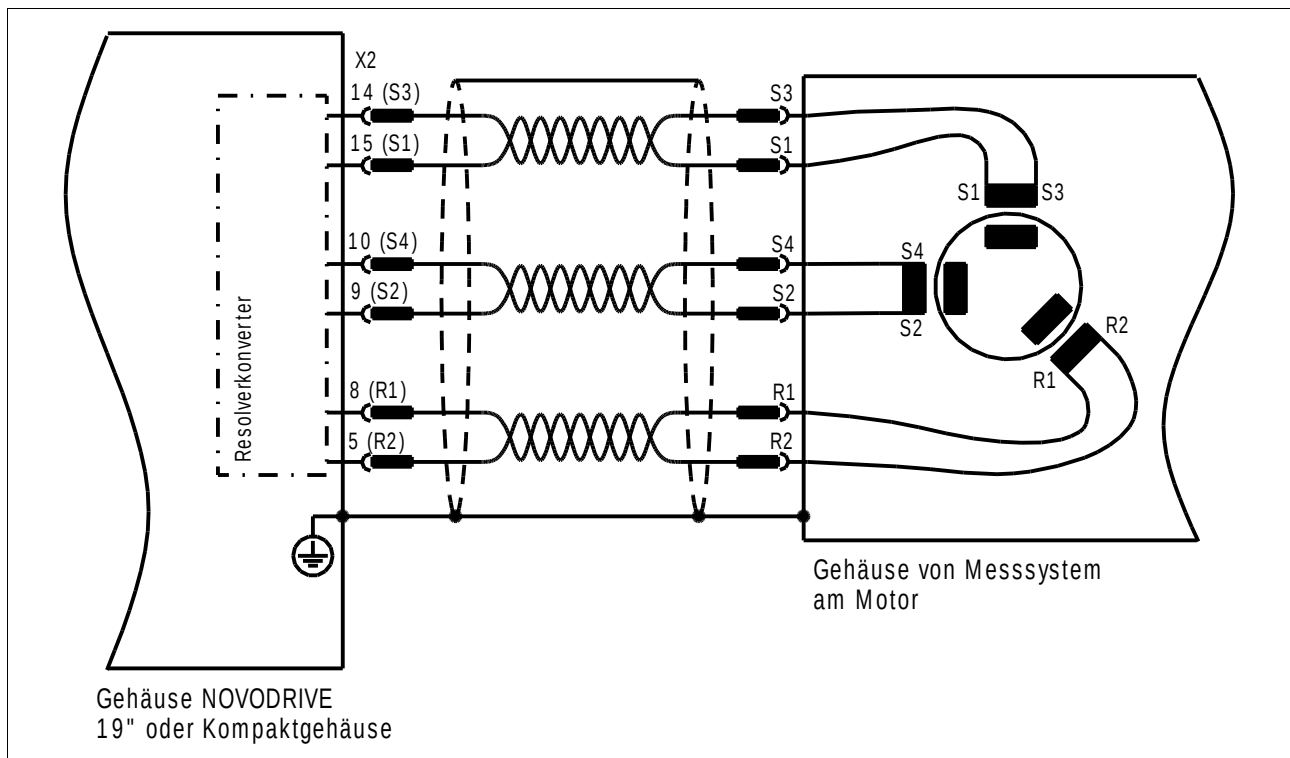 X2
14 (S3)
S3
15 (S1)
S1
S1
S3
10 (S4)
S4
S4
9 (S2)
S2
S2
Resolverkonverter
R2
8 (R1)
R1
R1
5 (R2)
R2
Gehäuse von Messsystem
am Motor
Gehäuse NOVODRIVE
19" oder Kompaktgehäuse